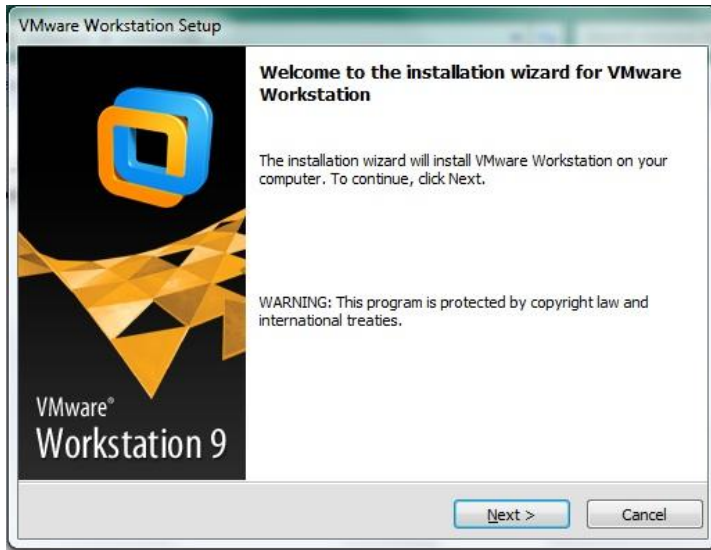 VMware Workstation Setup
Welcome to the installation wizard for VMware
Workstation
The installation wizard will install VMware Workstation on your
computer. To continue, click Next.
WARNING: This program is protected by copyright law and
international treaties.
VMware®
Workstation 9
Next >
Cancel